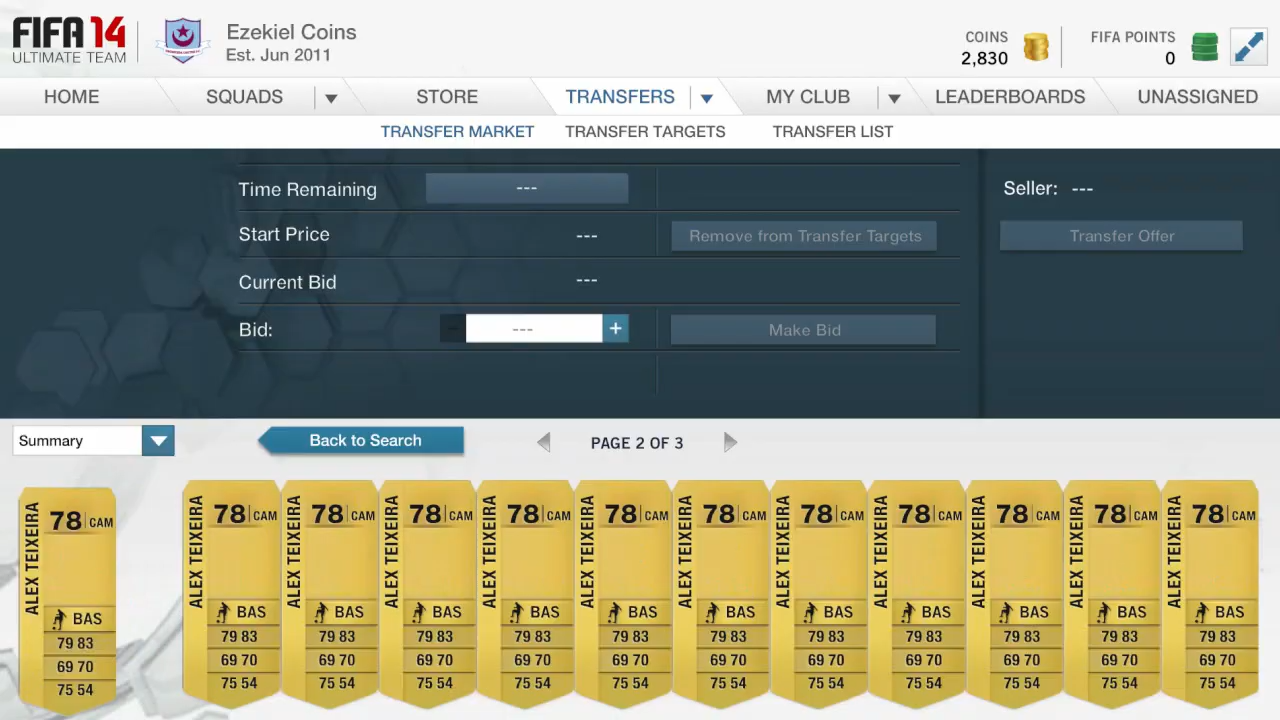 FIFA 14
ULTIMATE TEAM
Ezekiel Coins
Est. Jun 2011
COINS
2,830
FIFA POINTS
0
HOME
SQUADS
STORE
TRANSFERS
MY CLUB
LEADERBOARDS
UNASSIGNED
TRANSFER MARKET
TRANSFER TARGETS
TRANSFER LIST
Time Remaining
---
Start Price
---
Remove from Transfer Targets
Current Bid
---
Bid:
-
---
+
Make Bid
Seller: ---
Transfer Offer
Summary
Back to Search
PAGE 2 OF 3
ALEX TEIXEIRA
78 CAM
BAS
79 83
69 70
75 54
ALEX TEIXEIRA
78 CAM
BAS
79 83
69 70
75 54
ALEX TEIXEIRA
78 CAM
BAS
79 83
69 70
75 54
ALEX TEIXEIRA
78 CAM
BAS
79 83
69 70
75 54
ALEX TEIXEIRA
78 CAM
BAS
79 83
69 70
75 54
ALEX TEIXEIRA
78 CAM
BAS
79 83
69 70
75 54
ALEX TEIXEIRA
78 CAM
BAS
79 83
69 70
75 54
ALEX TEIXEIRA
78 CAM
BAS
79 83
69 70
75 54
ALEX TEIXEIRA
78 CAM
BAS
79 83
69 70
75 54
ALEX TEIXEIRA
78 CAM
BAS
79 83
69 70
75 54
ALEX TEIXEIRA
78 CAM
BAS
79 83
69 70
75 54
ALEX TEIXEIRA
78 CAM
BAS
79 83
69 70
75 54